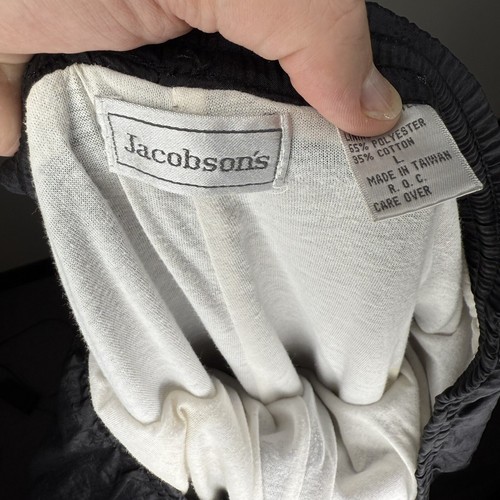 Jacobson's
65% POLYESTER
35% COTTON
L
MADE IN TAIWAN
R. O. C.
CARE OVER